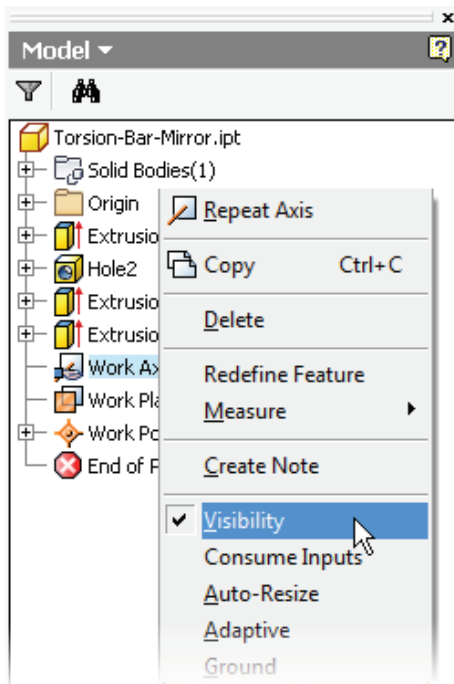 Model
Torsion-Bar-Mirror.ipt
Solid Bodies(1)
Origin
Extrusio
Hole2
Extrusio
Extrusio
Work Ax
Work Pla
Work Po
End of P
Repeat Axis
Copy Ctrl+C
Delete
Redefine Feature
Measure
Create Note
Visibility
Consume Inputs
Auto-Resize
Adaptive
Ground